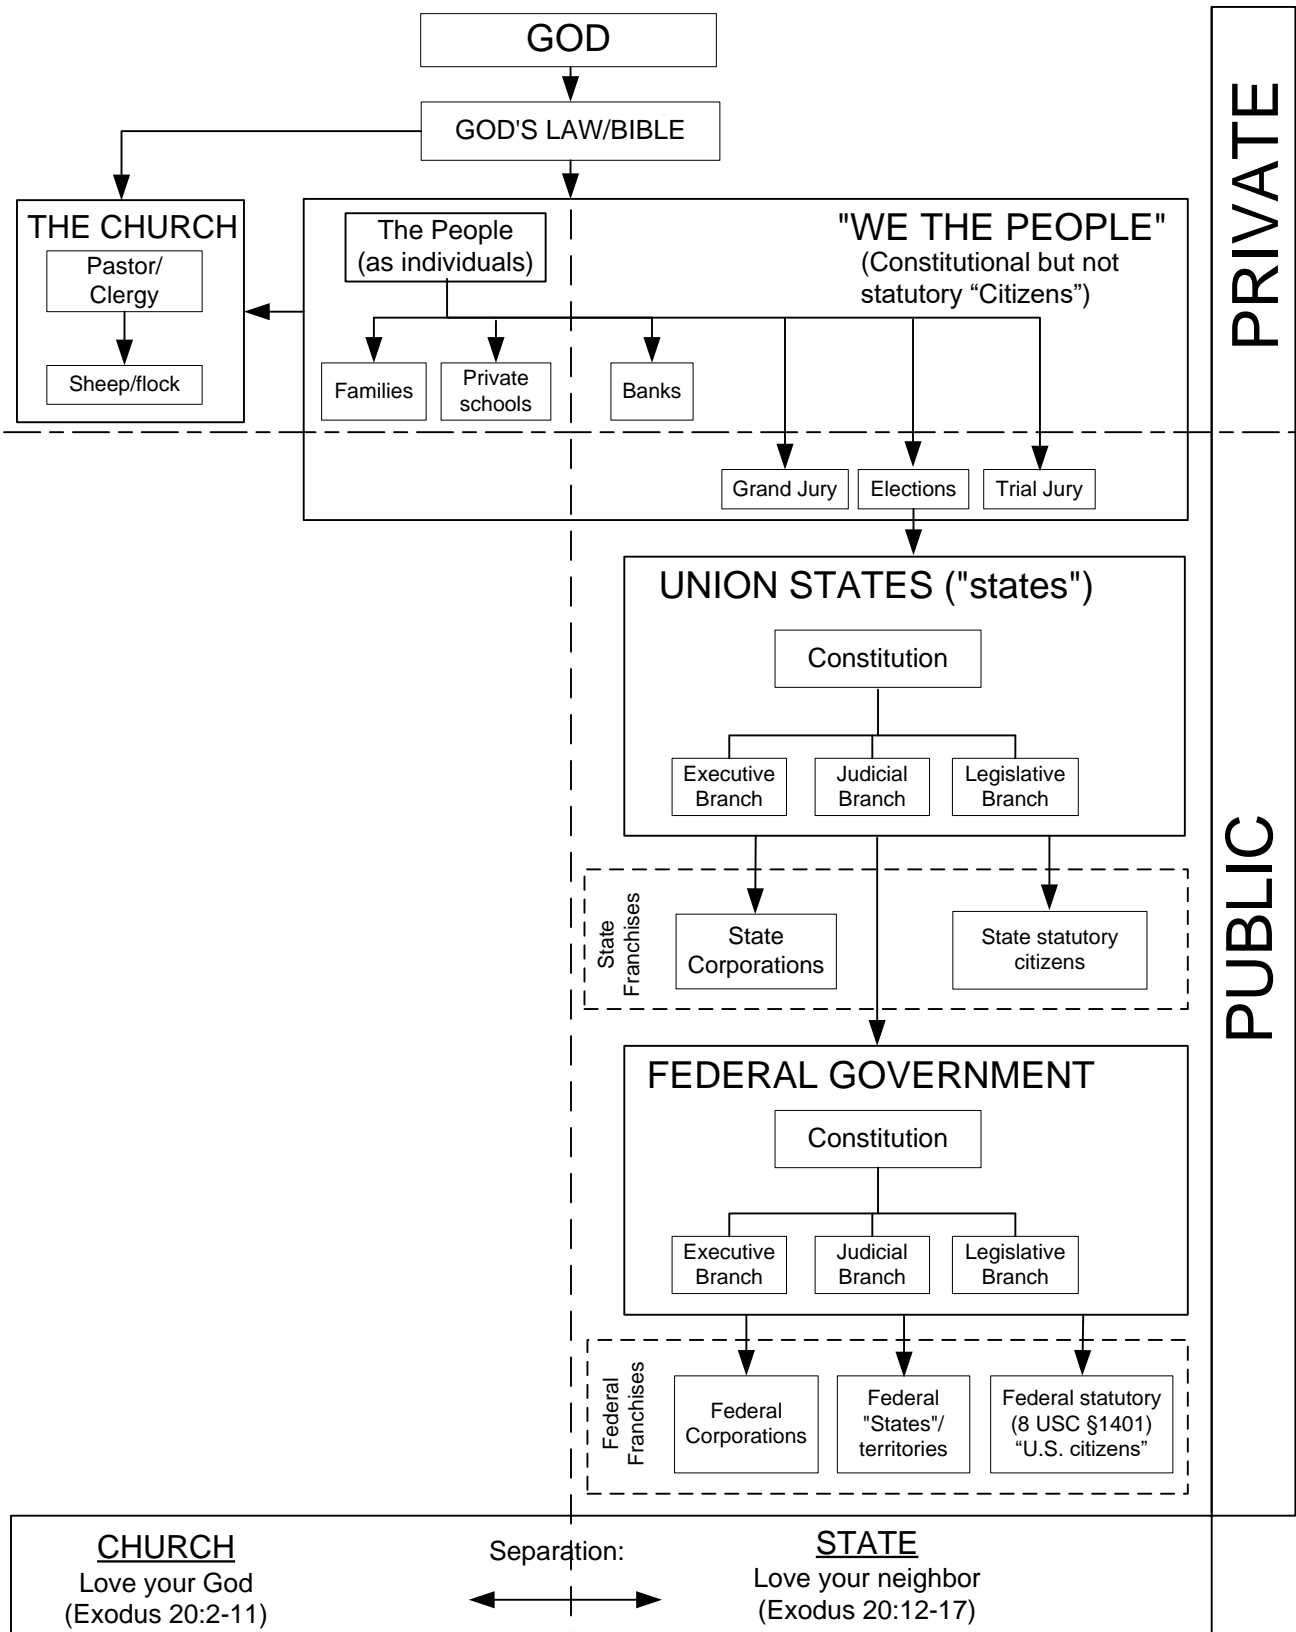 GOD
GOD'S LAW/BIBLE
THE CHURCH
Pastor/
Clergy
Sheep/flock
The People
(as individuals)
"WE THE PEOPLE"
(Constitutional but not
statutory “Citizens”)
Families
Private
schools
Banks
Grand Jury
Elections
Trial Jury
PRIVATE
UNION STATES ("states")
Constitution
Executive
Branch
Judicial
Branch
Legislative
Branch
State
Franchises
State
Corporations
State statutory
citizens
PUBLIC
FEDERAL GOVERNMENT
Constitution
Executive
Branch
Judicial
Branch
Legislative
Branch
Federal
Franchises
Federal
Corporations
Federal
"States"/
territories
Federal statutory
(8 USC §1401)
“U.S. citizens”
CHURCH
Love your God
(Exodus 20:2-11)
Separation:
STATE
Love your neighbor
(Exodus 20:12-17)